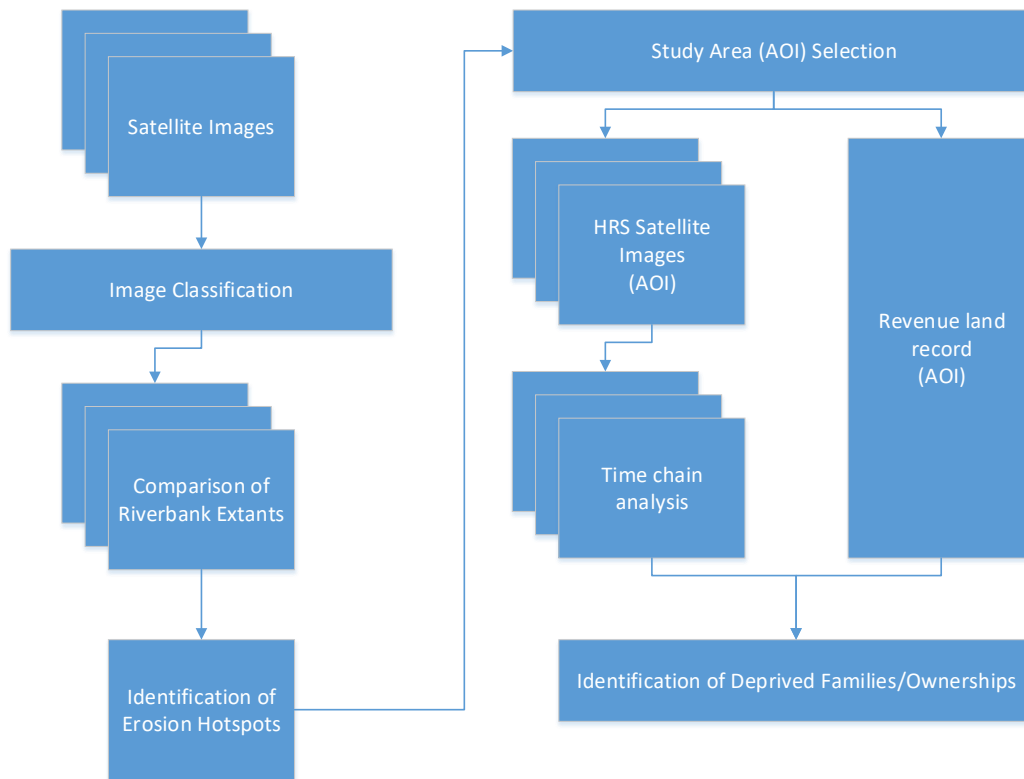 Satellite Images
Image Classification
Comparison of
Riverbank Extants
Identification of
Erosion Hotspots
Study Area (AOI) Selection
HRS Satellite
Images
(AOI)
Time chain
analysis
Revenue land
record
(AOI)
Identification of Deprived Families/Ownerships